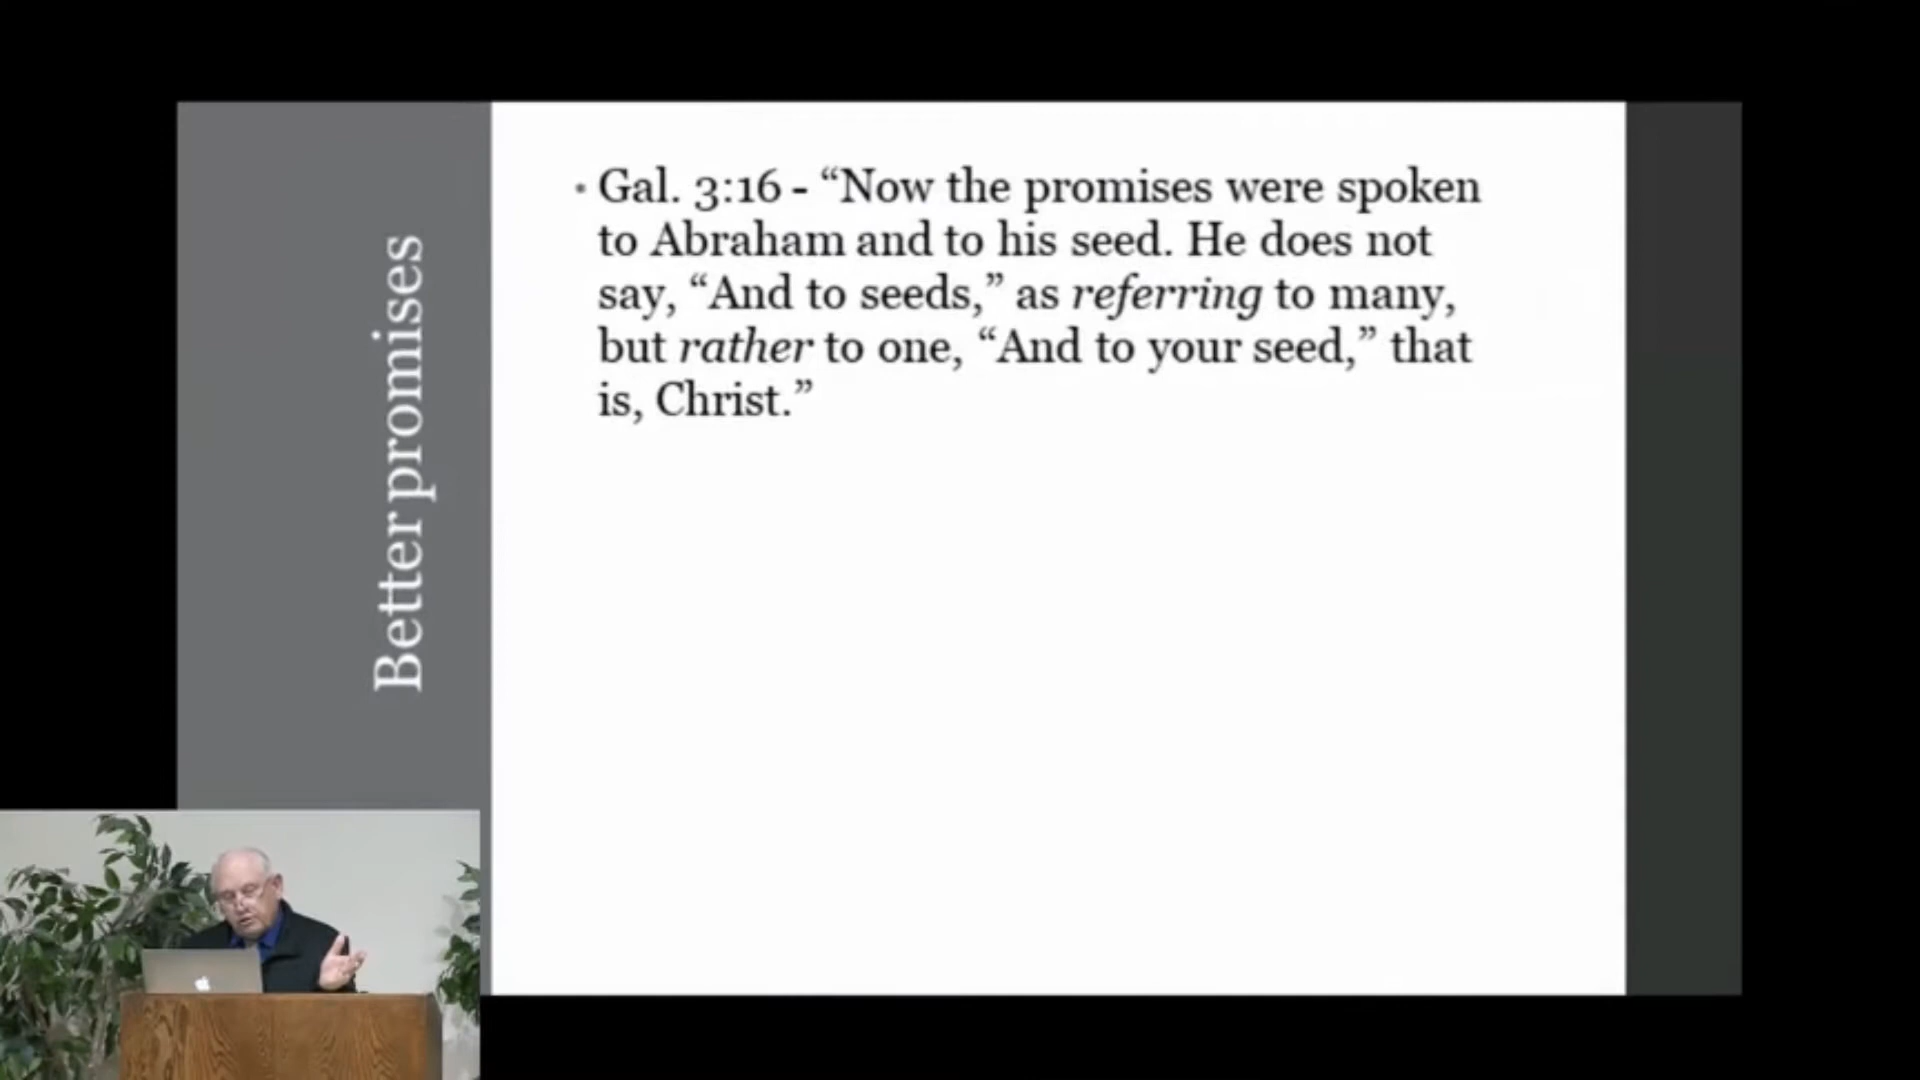 Better promises
• Gal. 3:16 - “Now the promises were spoken
to Abraham and to his seed. He does not
say, “And to seeds,” as referring to many,
but rather to one, “And to your seed,” that
is, Christ.”